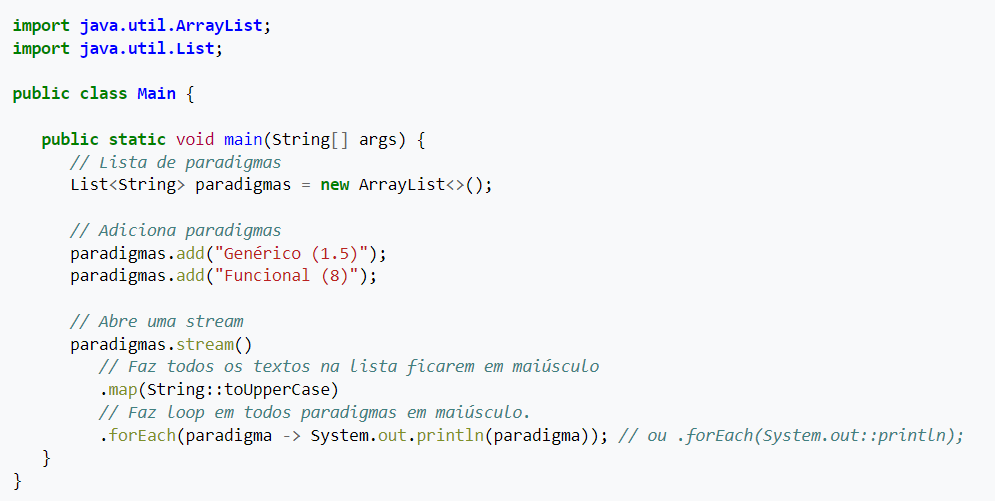 import java.util.ArrayList;
import java.util.List;

public class Main {

   public static void main(String[] args) {
      // Lista de paradigmas
      List<String> paradigmas = new ArrayList<>();

      // Adiciona paradigmas
      paradigmas.add("Genérico (1.5)");
      paradigmas.add("Funcional (8)");

      // Abre uma stream
      paradigmas.stream()
         // Faz todos os textos na lista ficarem em maiúsculo
         .map(String::toUpperCase)
         // Faz loop em todos paradigmas em maiúsculo.
         .forEach(paradigma -> System.out.println(paradigma)); // ou .forEach(System.out::println);
   }
}